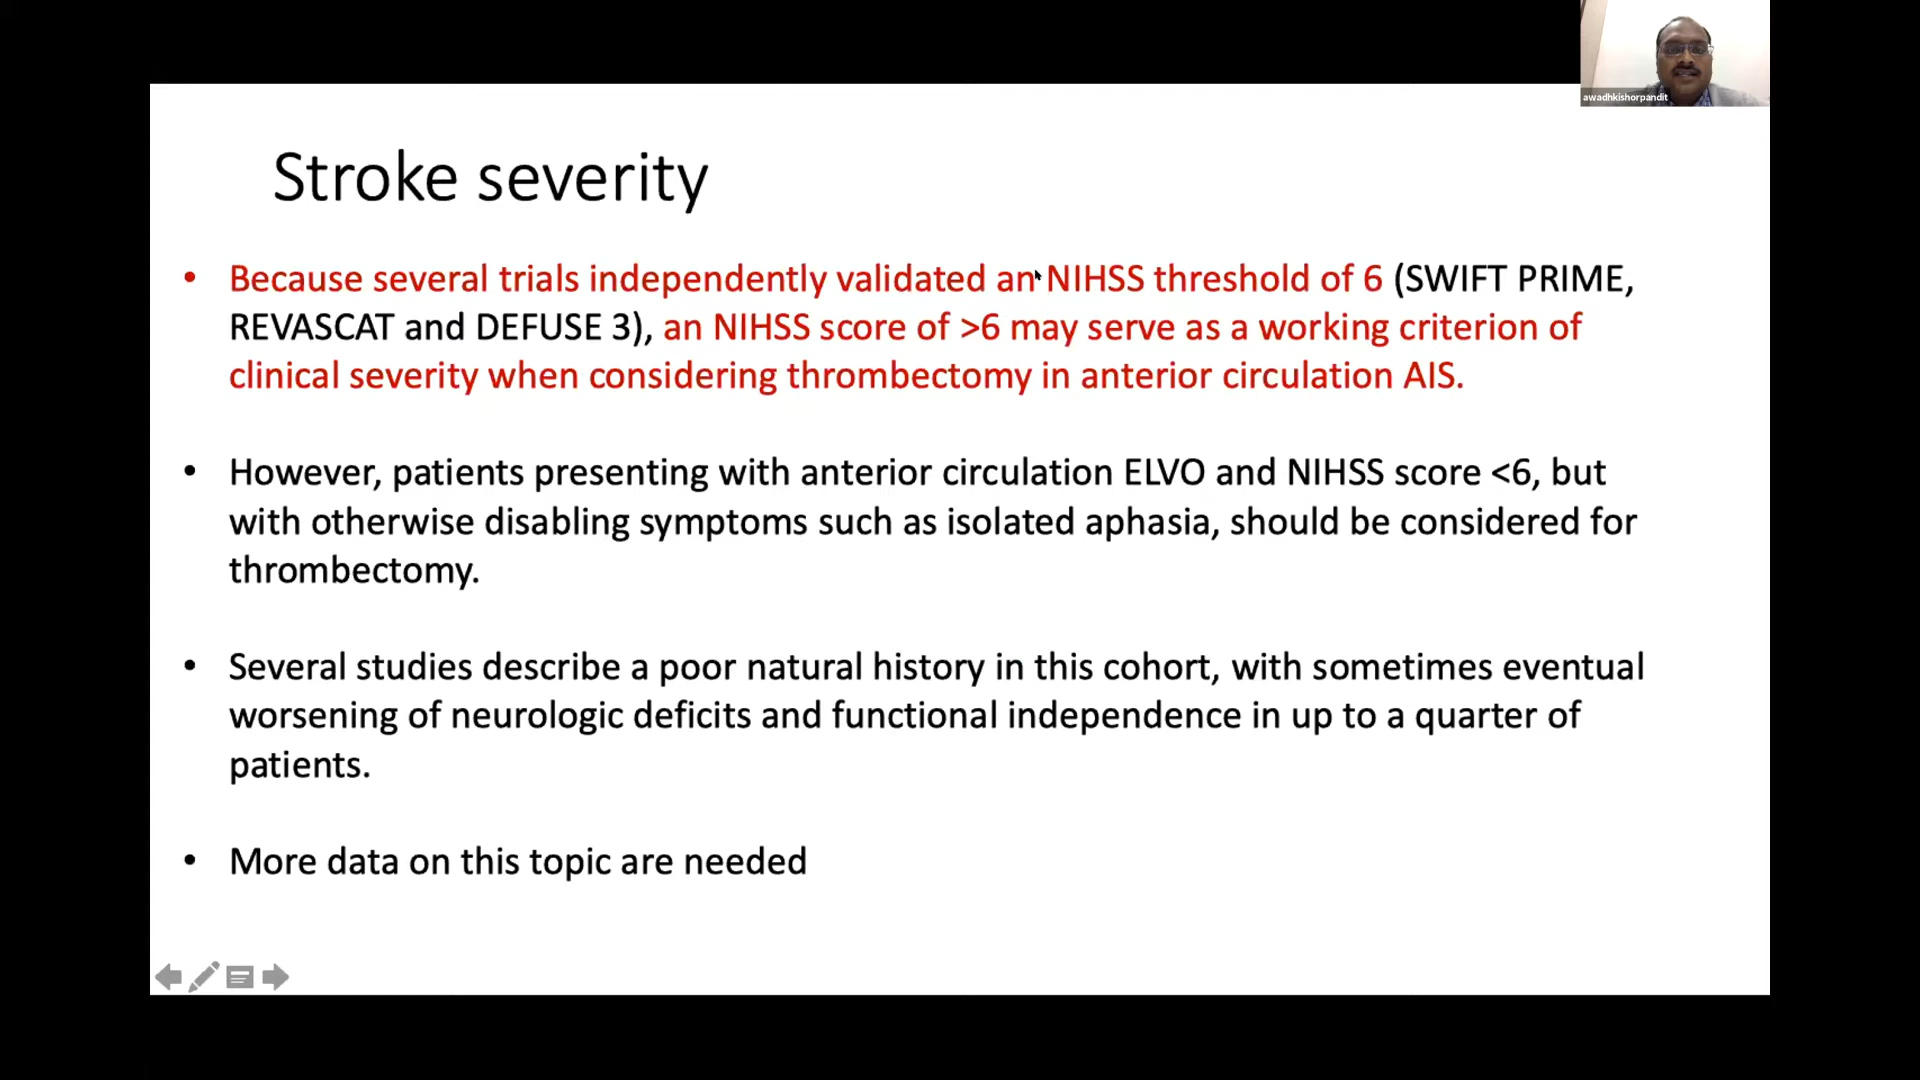 awadhkishorpandit
Stroke severity
• Because several trials independently validated an NIHSS threshold of 6 (SWIFT PRIME,
REVASCAT and DEFUSE 3), an NIHSS score of >6 may serve as a working criterion of
clinical severity when considering thrombectomy in anterior circulation AIS.
• However, patients presenting with anterior circulation ELVO and NIHSS score <6, but
with otherwise disabling symptoms such as isolated aphasia, should be considered for
thrombectomy.
• Several studies describe a poor natural history in this cohort, with sometimes eventual
worsening of neurologic deficits and functional independence in up to a quarter of
patients.
• More data on this topic are needed